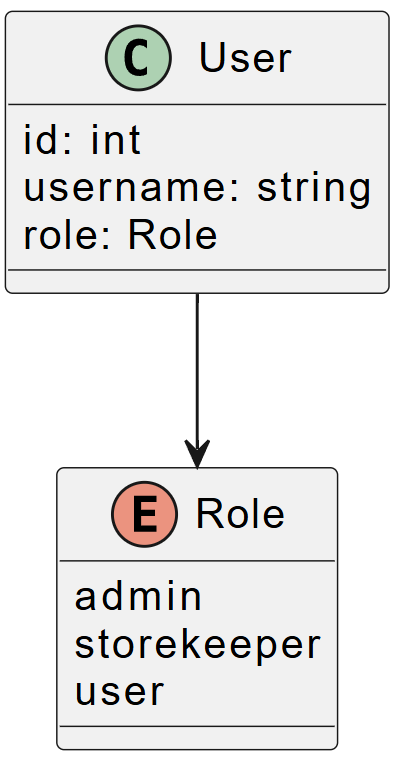 C User
id: int
username: string
role: Role
E Role
admin
storekeeper
user